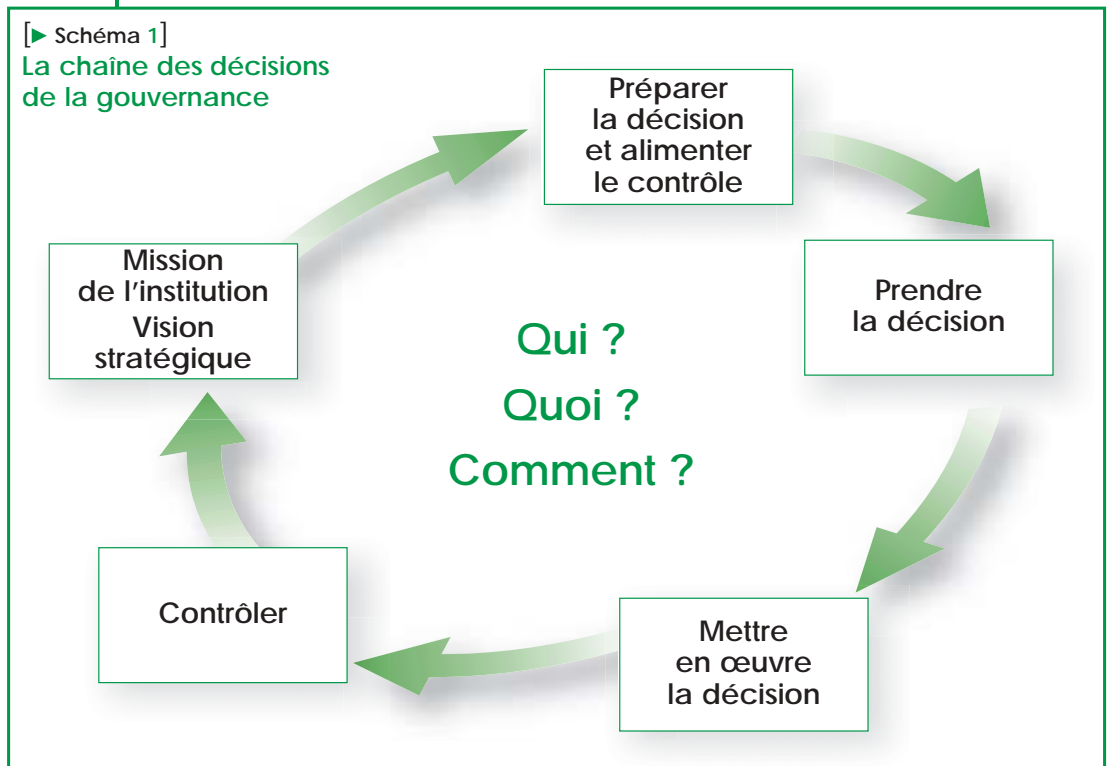 [▶ Schéma 1]
La chaîne des décisions
de la gouvernance
Préparer
la décision
et alimenter
le contrôle
Prendre
la décision
Mettre
en œuvre
la décision
Contrôler
Mission
de l'institution
Vision
stratégique
Qui ?
Quoi ?
Comment ?